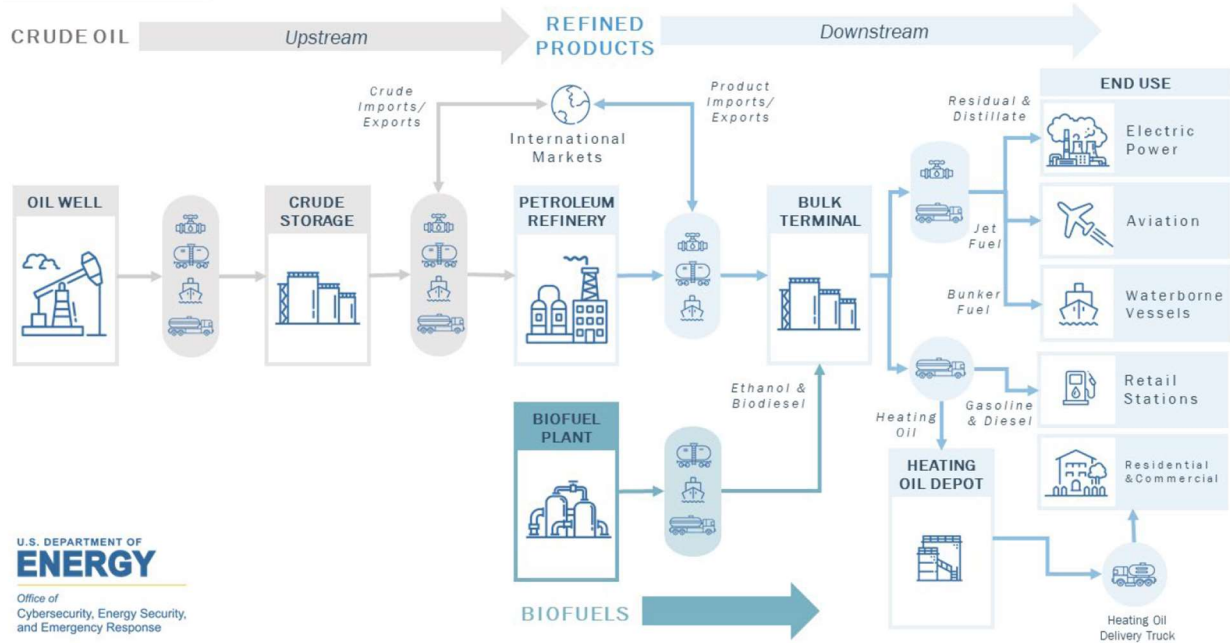 CRUDE OIL
Upstream
REFINED
PRODUCTS
Downstream
Crude
Imports/
Exports
International
Markets
Product
Imports/
Exports
Residual &
Distillate
END USE
Electric
Power
OIL WELL
CRUDE
STORAGE
PETROLEUM
REFINERY
BULK
TERMINAL
Jet
Fuel
Aviation
Bunker
Fuel
Waterborne
Vessels
Ethanol &
Biodiesel
Heating
Oil
Gasoline
& Diesel
Retail
Stations
BIOFUEL
PLANT
HEATING
OIL DEPOT
Residential
& Commercial
U.S. DEPARTMENT OF
ENERGY
Office of
Cybersecurity, Energy Security,
and Emergency Response
BIOFUELS
Heating Oil
Delivery Truck